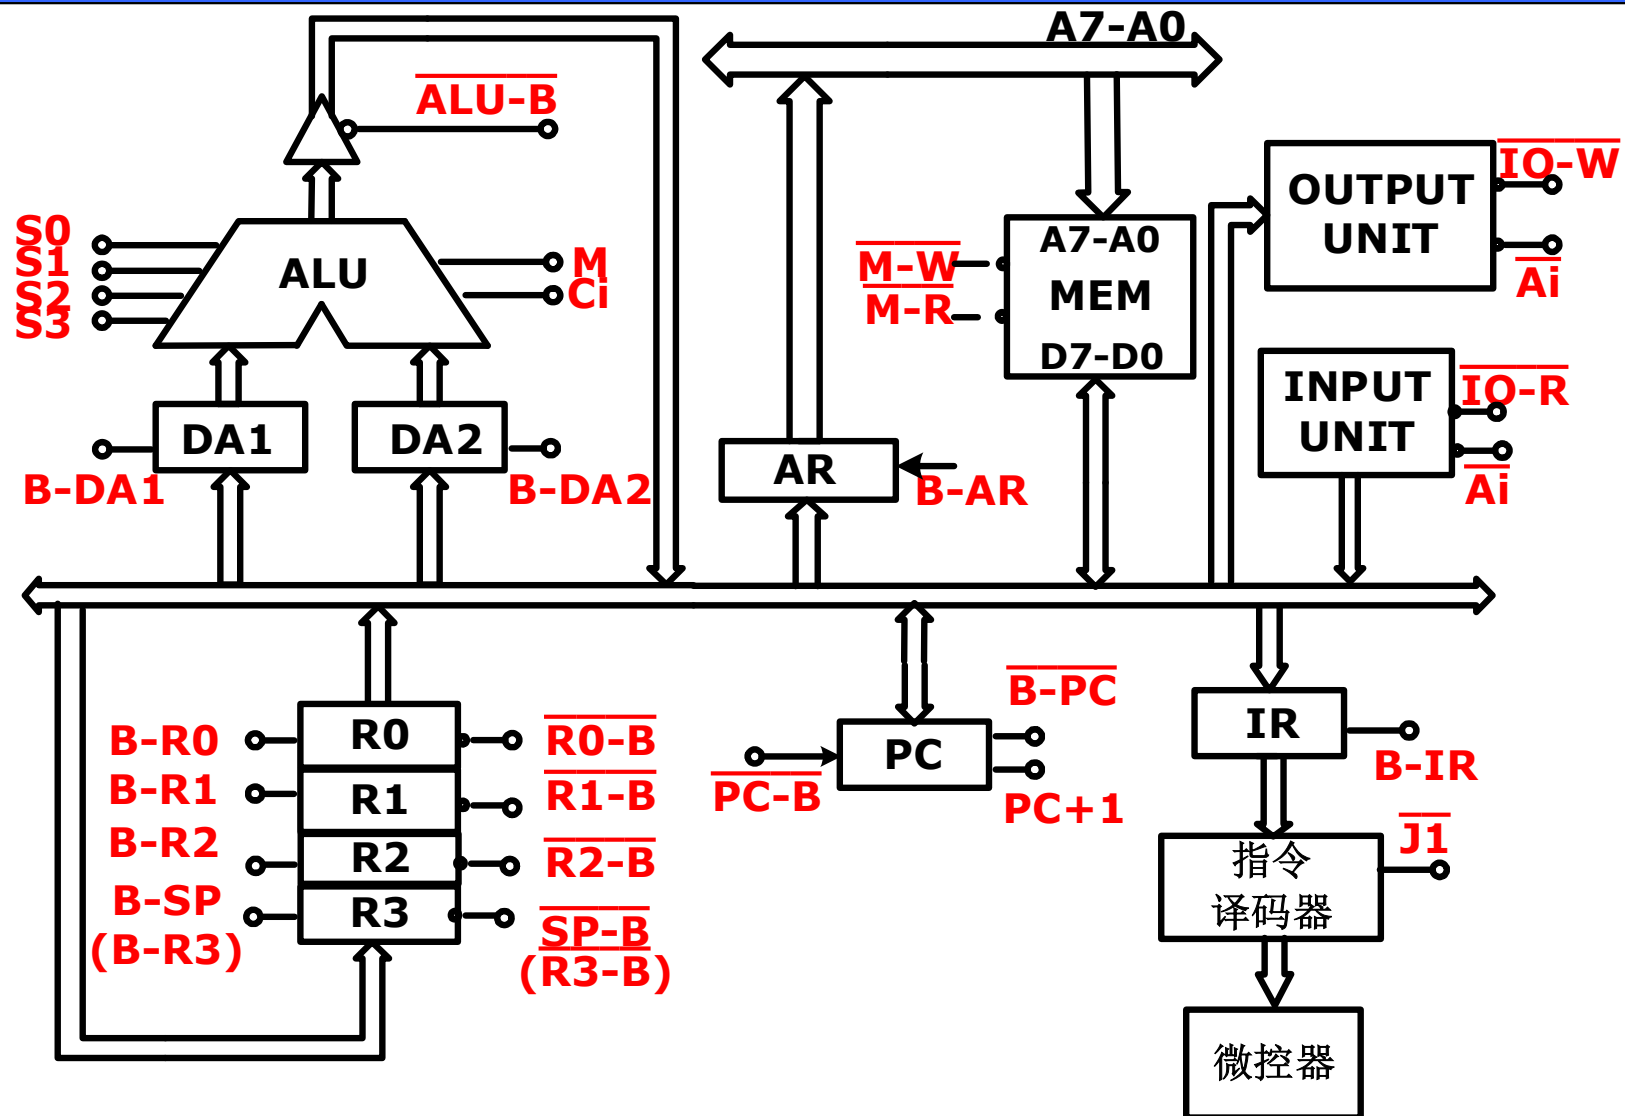 A7-A0
ALU-B
S0
S1
S2
S3
ALU
M
Ci
DA1
DA2
B-DA1
B-DA2
AR
B-AR
M-W
M-R
A7-A0
MEM
D7-D0
OUTPUT
UNIT
IO-W
Ai
INPUT
UNIT
IO-R
Ai
B-R0
B-R1
B-R2
B-SP
(B-R3)
R0
R1
R2
R3
R0-B
R1-B
R2-B
SP-B
(R3-B)
PC-B
PC
B-PC
PC+1
IR
B-IR
J1
指令
译码器
微控器